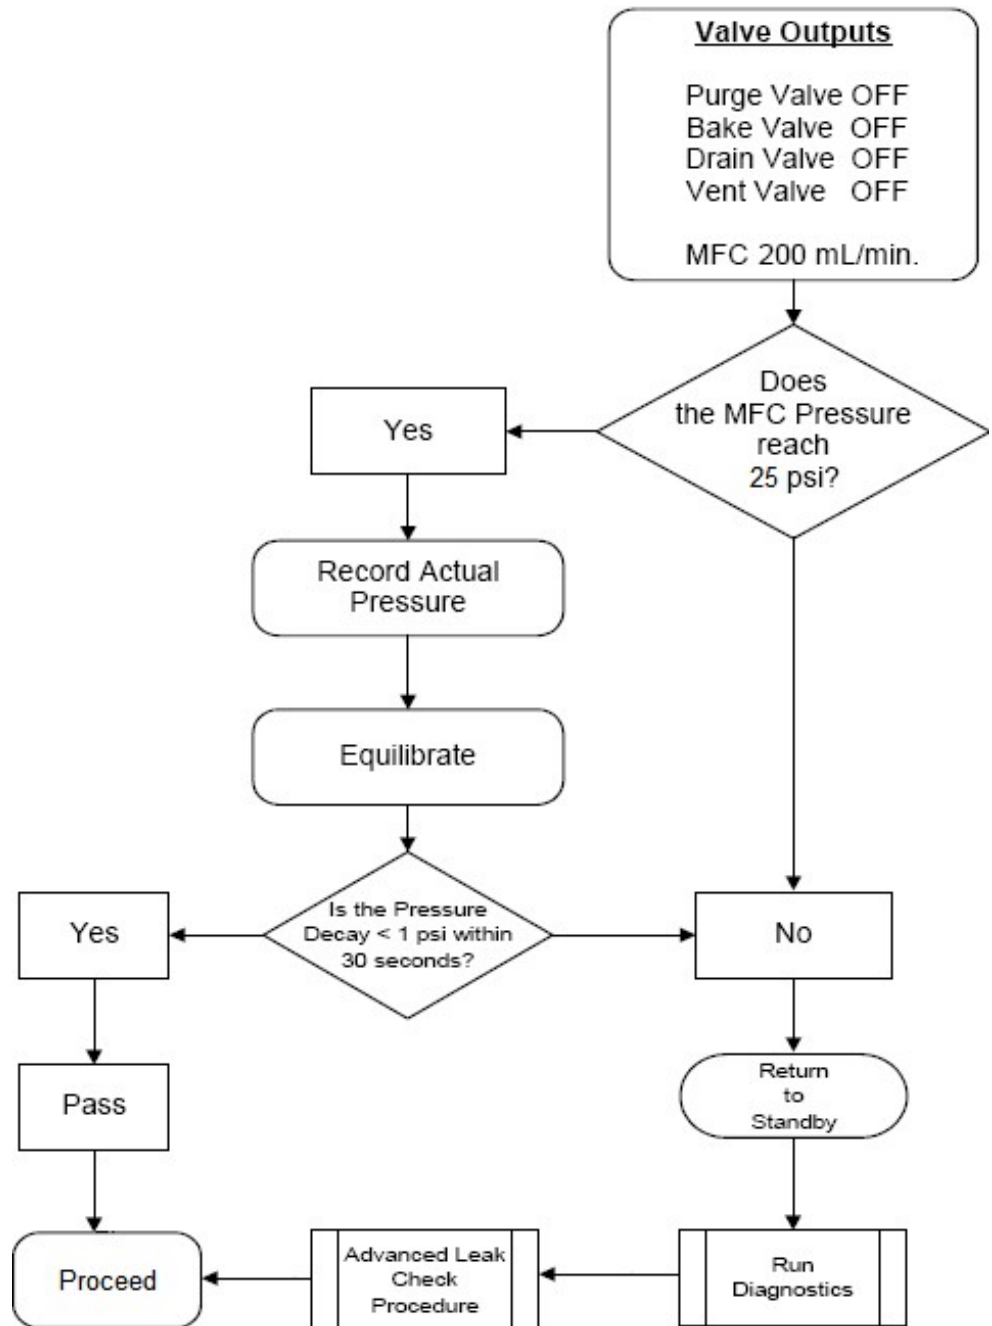 Valve Outputs
Purge Valve OFF
Bake Valve OFF
Drain Valve OFF
Vent Valve OFF
MFC 200 mL/min.
Does
the MFC Pressure
reach
25 psi?
Yes
Record Actual
Pressure
Equilibrate
Is the Pressure
Decay < 1 psi within
30 seconds?
Yes
No
Pass
Return
to
Standby
Proceed
Advanced Leak
Check
Procedure
Run
Diagnostics